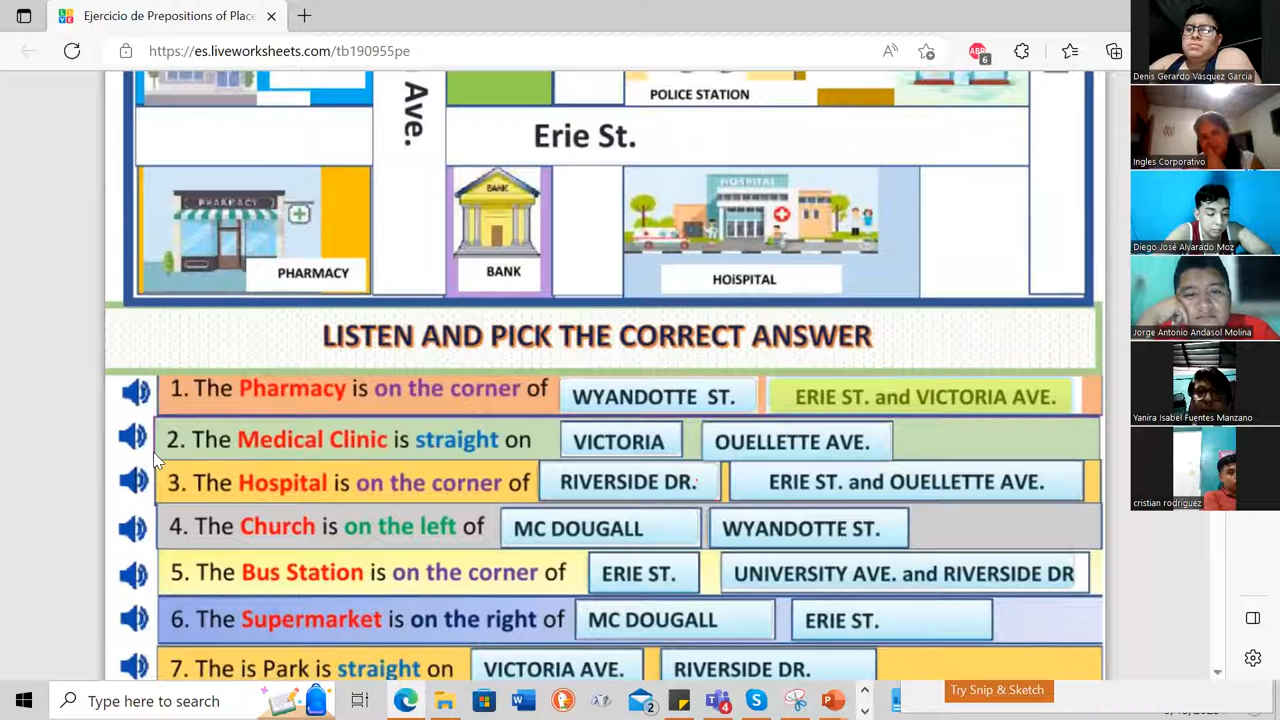 Ejercicio de Prepositions of Place
https://es.liveworksheets.com/tb190955pe
6
Denis Gerardo Vasquez Garcia
Ingles Corporativo
Diego José Alvarado Moz
Jorge Antonio Andasol Molina
Yanira Isabel Fuentes Manzano
cristian rodriguez
Ave.
POLICE STATION
Erie St.
PHARMACY
PHARMACY
BANK
BANK
HOSPITAL
HOiSPITAL
LISTEN AND PICK THE CORRECT ANSWER
1. The Pharmacy is on the corner of WYANDOTTE ST. ERIE ST. and VICTORIA AVE.
2. The Medical Clinic is straight on VICTORIA OUELLETTE AVE.
3. The Hospital is on the corner of RIVERSIDE DR. ERIE ST. and OUELLETTE AVE.
4. The Church is on the left of MC DOUGALL WYANDOTTE ST.
5. The Bus Station is on the corner of ERIE ST. UNIVERSITY AVE. and RIVERSIDE DR
6. The Supermarket is on the right of MC DOUGALL ERIE ST.
7. The is Park is straight on VICTORIA AVE. RIVERSIDE DR.
Type here to search
2
4
Try Snip & Sketch